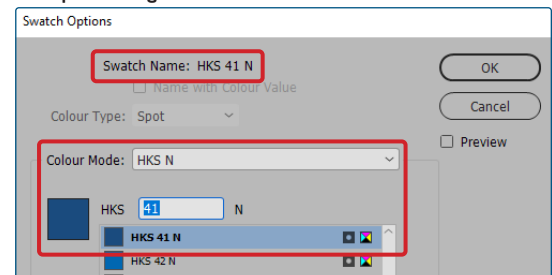 Swatch Options
Swatch Name: HKS 41 N
Name with Colour Value
Colour Type: Spot
Colour Mode: HKS N
HKS 41 N
HKS 41 N
HKS 42 N
OK
Cancel
Preview